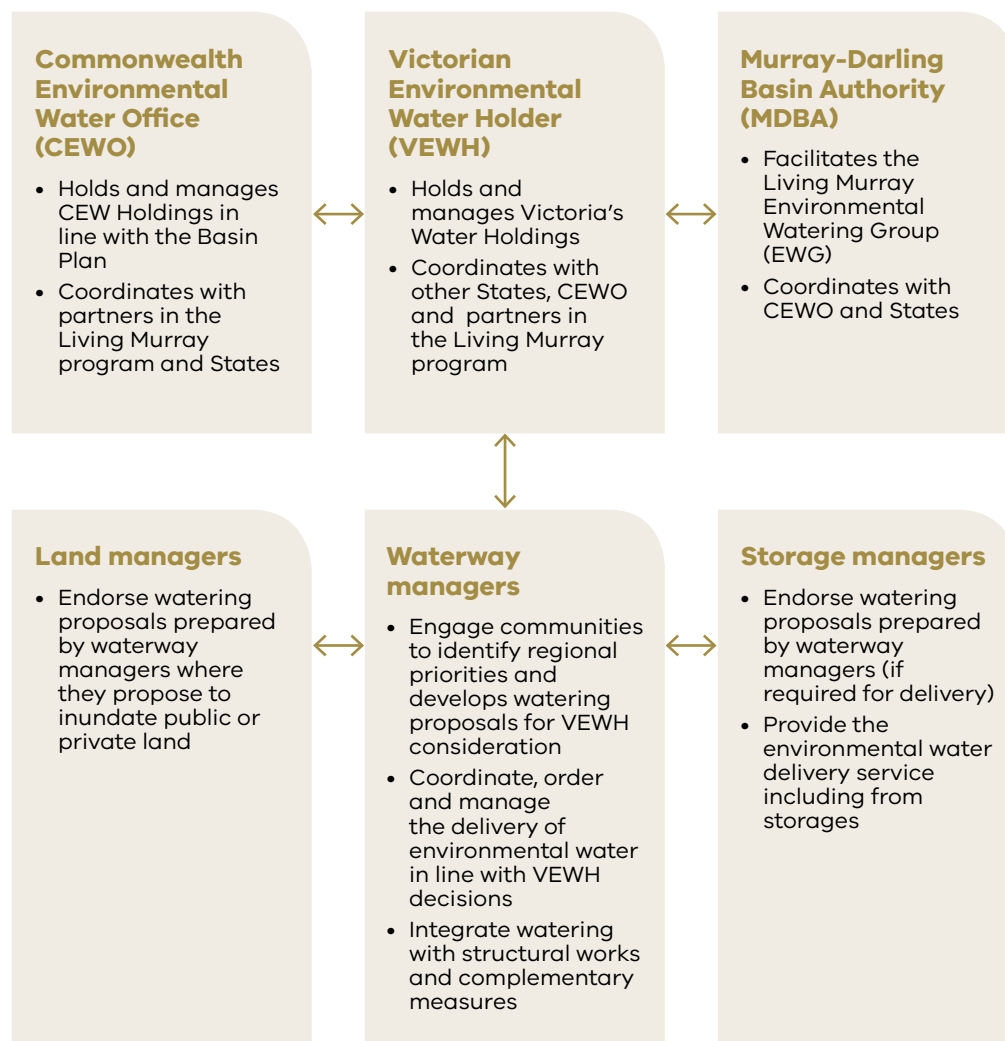 Commonwealth
Environmental
Water Office
(CEWO)
• Holds and manages
CEW Holdings in
line with the Basin
Plan
• Coordinates with
partners in the
Living Murray
program and States
Victorian
Environmental
Water Holder
(VEWH)
• Holds and
manages Victoria’s
Water Holdings
• Coordinates with
other States, CEWO
and partners in
the Living Murray
program
Murray-Darling
Basin Authority
(MDBA)
• Facilitates the
Living Murray
Environmental
Watering Group
(EWG)
• Coordinates with
CEWO and States
Land managers
• Endorse watering
proposals prepared
by waterway
managers where
they propose to
inundate public or
private land
Waterway
managers
• Engage communities
to identify regional
priorities and
develops watering
proposals for VEWH
consideration
• Coordinate, order
and manage
the delivery of
environmental water
in line with VEWH
decisions
• Integrate watering
with structural works
and complementary
measures
Storage managers
• Endorse watering
proposals prepared
by waterway
managers (if
required for delivery)
• Provide the
environmental water
delivery service
including from
storages